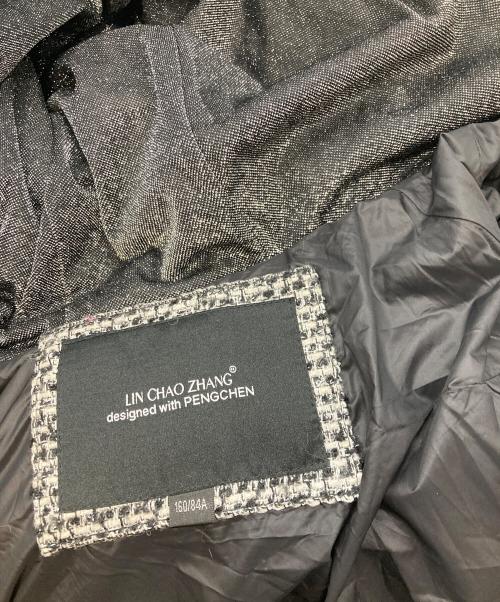 LIN CHAO ZHANG®
designed with PENGCHEN
160/84A